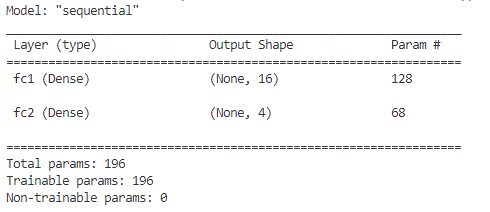 Model: "sequential"
_________________________________________________________________
Layer (type) Output Shape Param #
=================================================================
fc1 (Dense) (None, 16) 128
fc2 (Dense) (None, 4) 68
=================================================================
Total params: 196
Trainable params: 196
Non-trainable params: 0